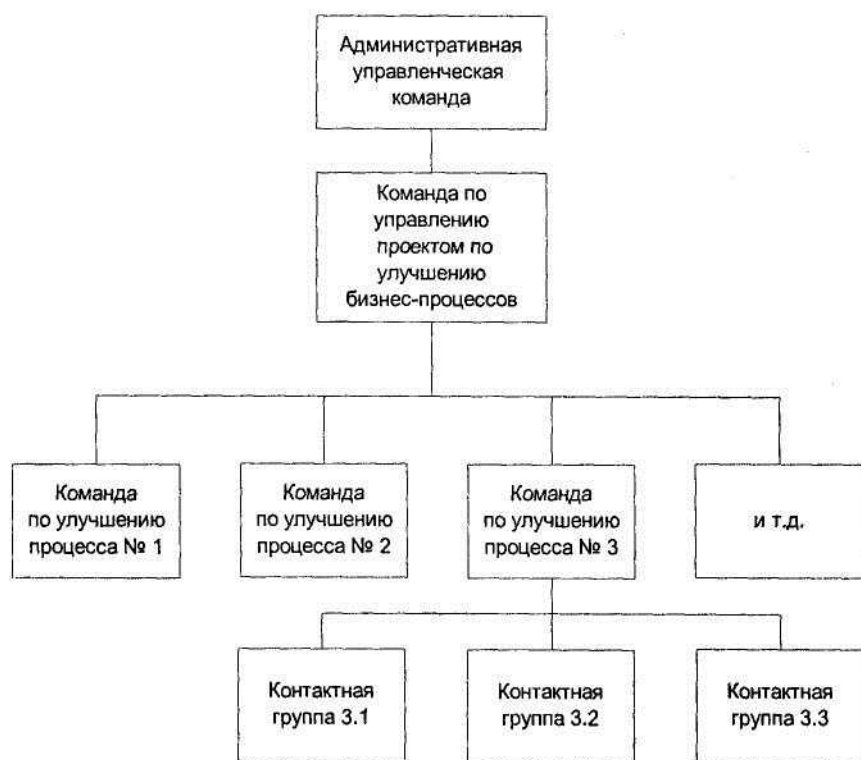 Административная
управленческая
команда
Команда по
управлению
проектом по
улучшению
бизнес-процессов
Команда
по улучшению
процесса № 1
Команда
по улучшению
процесса № 2
Команда
по улучшению
процесса № 3
и т.д.
Контактная
группа 3.1
Контактная
группа 3.2
Контактная
группа 3.3